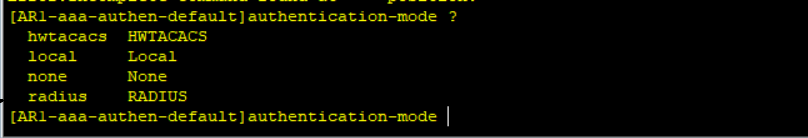 [AR1-aaa-authen-default]authentication-mode ?
hwtacacs HWTACACS
local Local
none None
radius RADIUS
[AR1-aaa-authen-default]authentication-mode